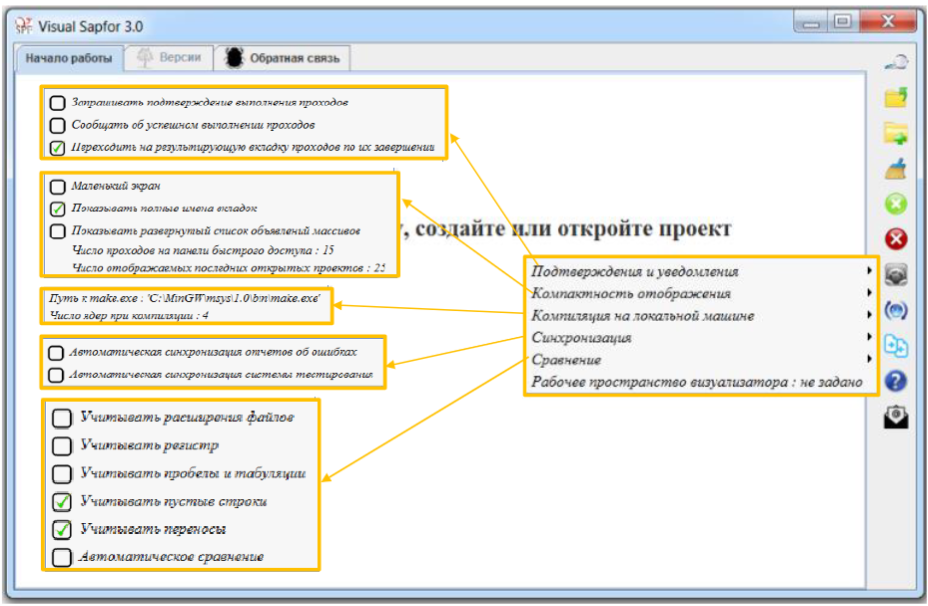 Visual Sapfor 3.0
Начало работы
Версии
Обратная связь
Запрашивать подтверждение выполнения проходов
Сообщать об успешном выполнении проходов
Переходить на результирующую вкладку проходов по их завершении
Маленький экран
Показывать полные имена вкладок
Показывать развернутый список объявлений массивов
Число проходов на панели быстрого доступа : 15
Число отображаемых последних открытых проектов : 25
, создайте или откройте проект
Подтверждения и уведомления
Компактность отображения
Компиляция на локальной машине
Синхронизация
Сравнение
Рабочее пространство визуализатора : не задано
Путь к make.exe : 'C:\MinGW\msys\1.0\bin\make.exe'
Число ядер при компиляции : 4
Автоматическая синхронизация отчетов об ошибках
Автоматическая синхронизация системы тестирования
Учитывать расширения файлов
Учитывать регистр
Учитывать пробелы и табуляции
Учитывать пустые строки
Учитывать переносы
Автоматическое сравнение